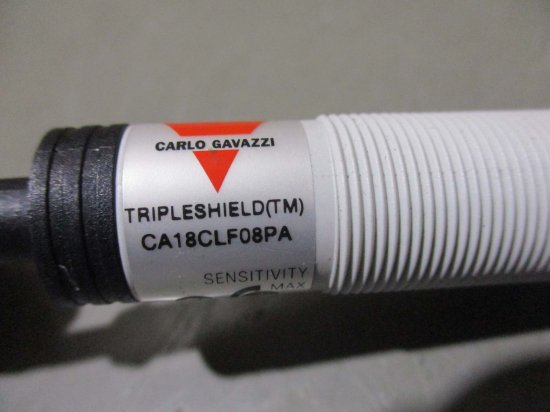 CARLO GAVAZZI
TRIPLESHIELD(TM)
CA18CLF08PA
SENSITIVITY
MAX